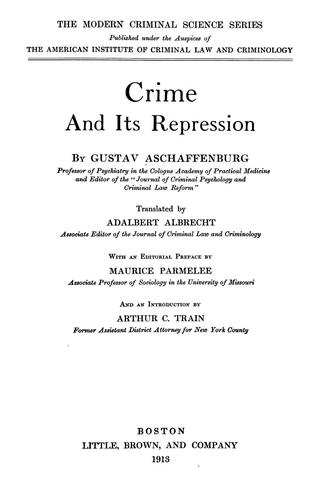 THE MODERN CRIMINAL SCIENCE SERIES
Published under the Auspices of
THE AMERICAN INSTITUTE OF CRIMINAL LAW AND CRIMINOLOGY
Crime
And Its Repression
By GUSTAV ASCHAFFENBURG
Professor of Psychiatry in the Cologne Academy of Practical Medicine
and Editor of the "Journal of Criminal Psychology and
Criminal Law Reform"
Translated by
ADALBERT ALBRECHT
Associate Editor of the Journal of Criminal Law and Criminology
With an Editorial Preface by
MAURICE PARMELEE
Associate Professor of Sociology in the University of Missouri
And an Introduction by
ARTHUR C. TRAIN
Former Assistant District Attorney for New York County
BOSTON
LITTLE, BROWN, AND COMPANY
1913